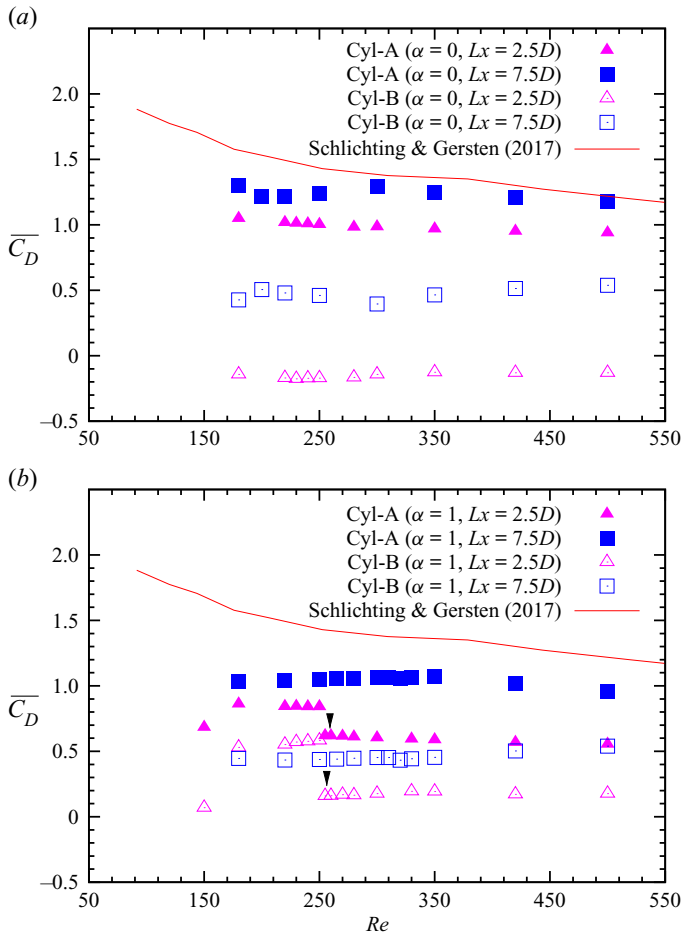 (a)
Cyl-A (α = 0, Lx = 2.5D)
Cyl-A (α = 0, Lx = 7.5D)
Cyl-B (α = 0, Lx = 2.5D)
Cyl-B (α = 0, Lx = 7.5D)
Schlichting & Gersten (2017)
2.0
1.5
1.0
0.5
0
–0.5
C_D
50 150 250 350 450 550
(b)
Cyl-A (α = 1, Lx = 2.5D)
Cyl-A (α = 1, Lx = 7.5D)
Cyl-B (α = 1, Lx = 2.5D)
Cyl-B (α = 1, Lx = 7.5D)
Schlichting & Gersten (2017)
2.0
1.5
1.0
0.5
0
–0.5
C_D
50 150 250 350 450 550
Re